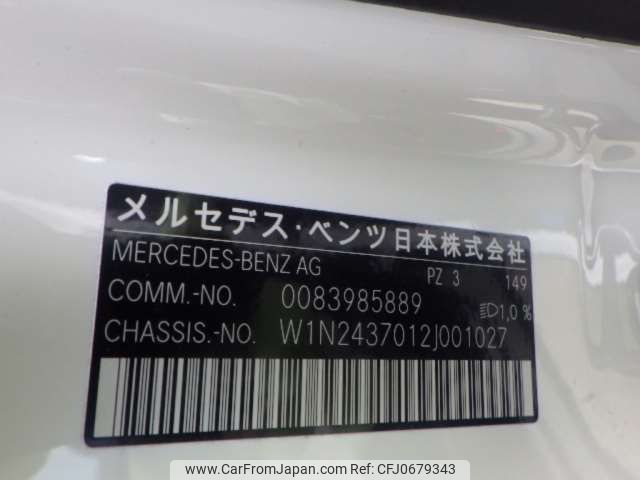 メルセデス・ベンツ日本株式会社
MERCEDES-BENZ AG PZ 3 149
COMM.-NO. 0083985889 1,0 %
CHASSIS.-NO. W1N2437012J001027
© www.CarFromJapan.com, ID:CFJ0679343